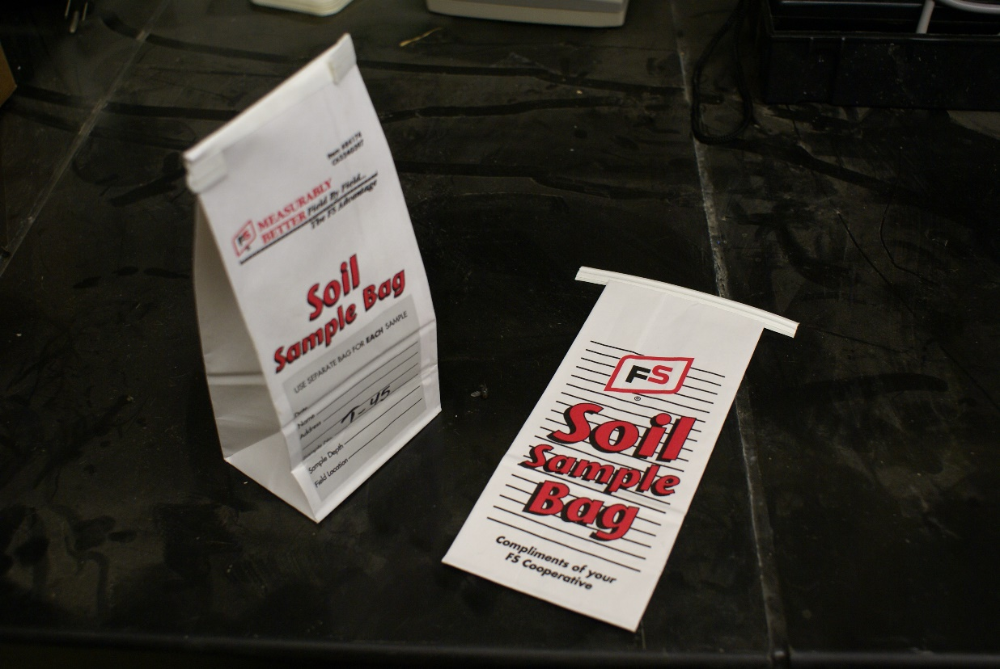 FS
MEASURABLY
BETTER Field By Field...
The FS Advantage
Soil
Sample Bag
USE SEPARATE BAG FOR EACH SAMPLE
Date
Name
Address
T-45
Sample Depth
Field Location
FS
®
Soil
Sample
Bag
Compliments of your
FS Cooperative